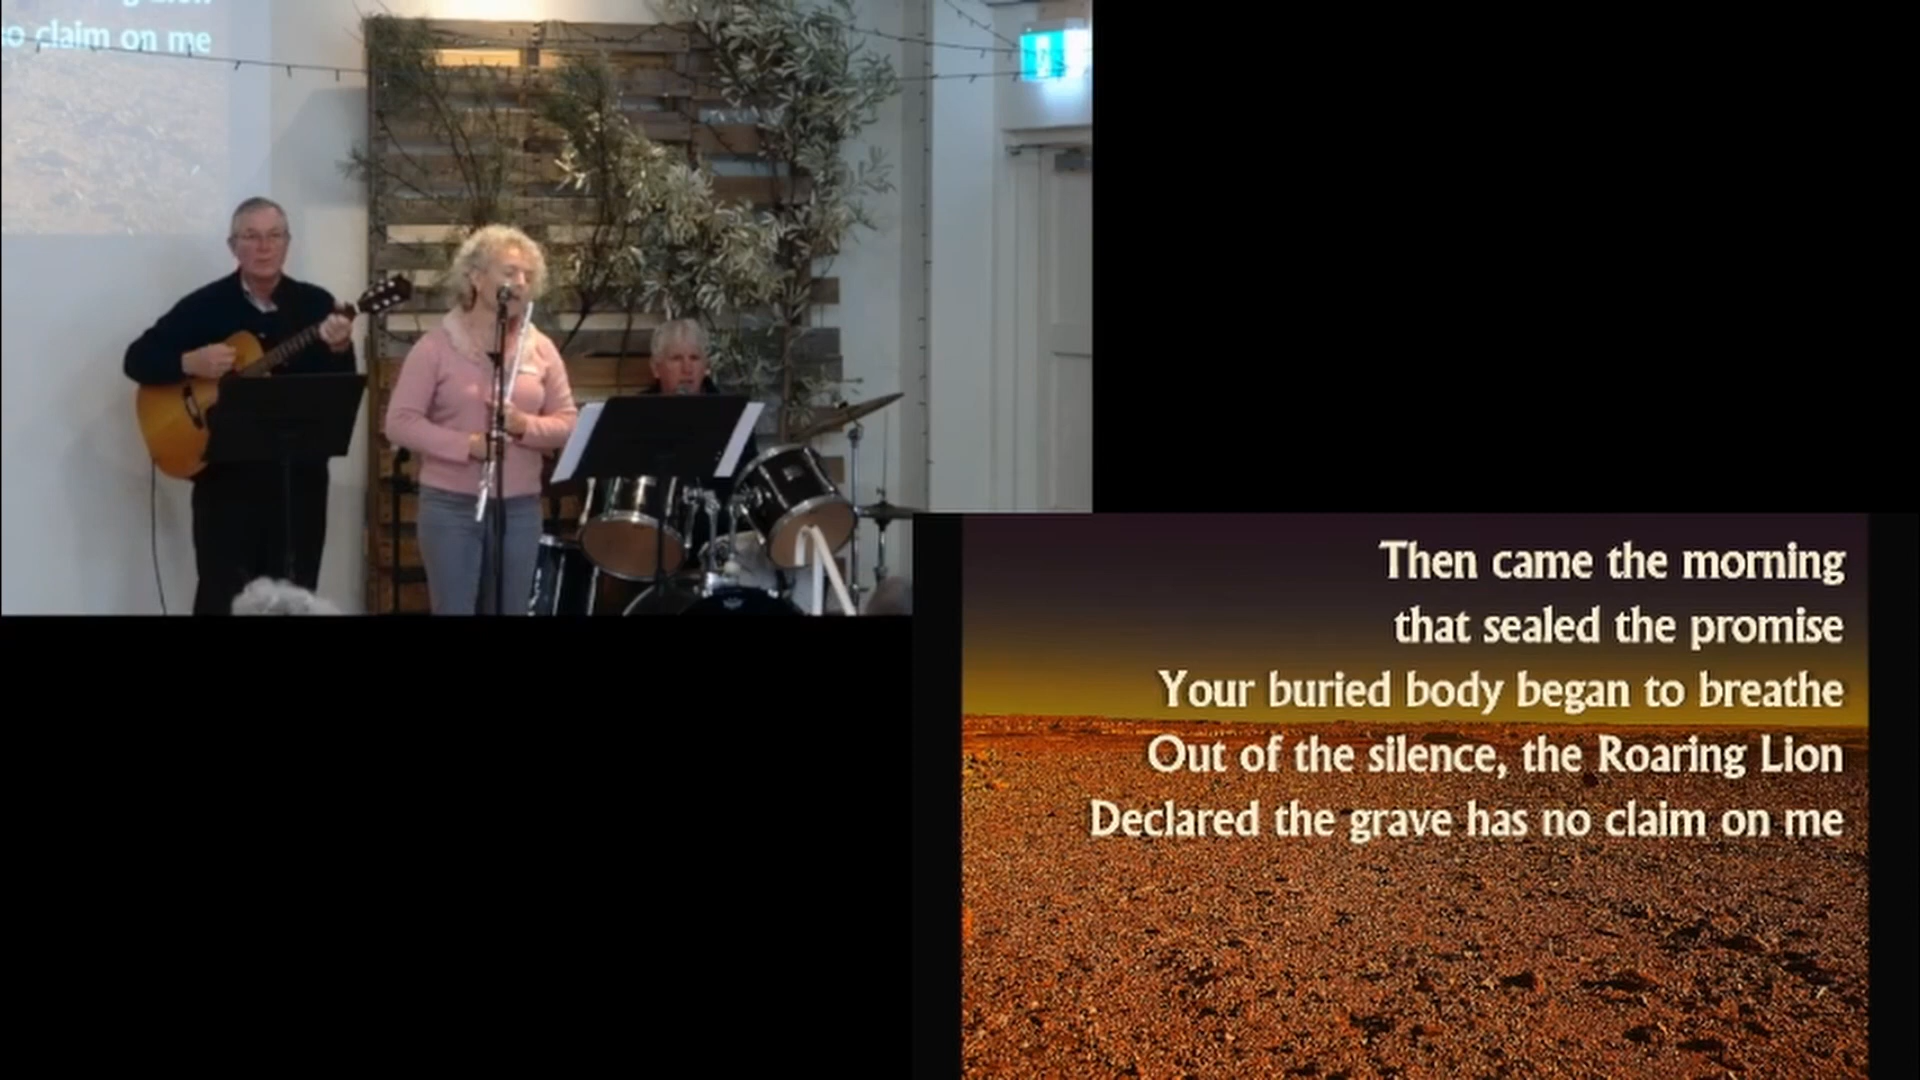 no claim on me
Then came the morning
that sealed the promise
Your buried body began to breathe
Out of the silence, the Roaring Lion
Declared the grave has no claim on me